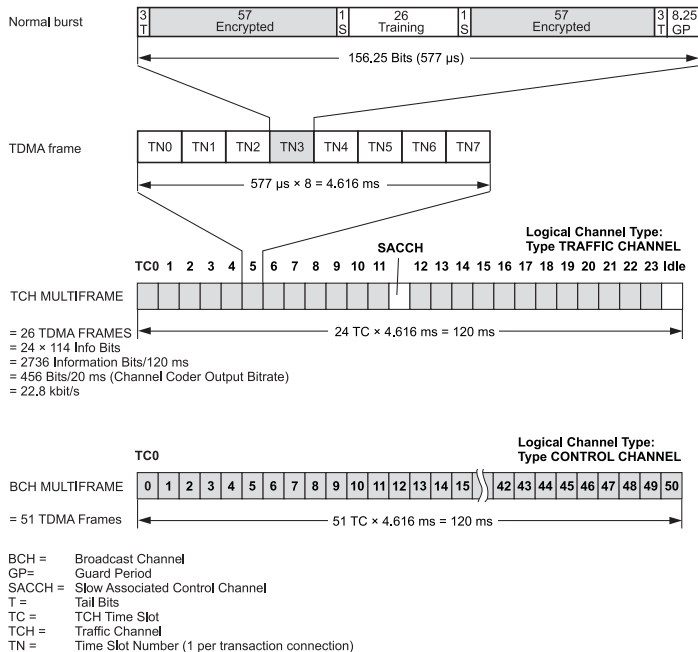 Normal burst
3 T
57 Encrypted
1 S
26 Training
1 S
57 Encrypted
3 T
8.25 GP
156.25 Bits (577 µs)
TDMA frame
TN0 TN1 TN2 TN3 TN4 TN5 TN6 TN7
577 µs × 8 = 4.616 ms
Logical Channel Type:
Type TRAFFIC CHANNEL
SACCH
TC0 1 2 3 4 5 6 7 8 9 10 11 12 13 14 15 16 17 18 19 20 21 22 23 Idle
TCH MULTIFRAME
24 TC × 4.616 ms = 120 ms
= 26 TDMA FRAMES
= 24 × 114 Info Bits
= 2736 Information Bits/120 ms
= 456 Bits/20 ms (Channel Coder Output Bitrate)
= 22.8 kbit/s
Logical Channel Type:
Type CONTROL CHANNEL
TC0
BCH MULTIFRAME
0 1 2 3 4 5 6 7 8 9 10 11 12 13 14 15 42 43 44 45 46 47 48 49 50
= 51 TDMA Frames
51 TC × 4.616 ms = 120 ms
BCH = Broadcast Channel
GP= Guard Period
SACCH = Slow Associated Control Channel
T = Tail Bits
TC = TCH Time Slot
TCH = Traffic Channel
TN = Time Slot Number (1 per transaction connection)